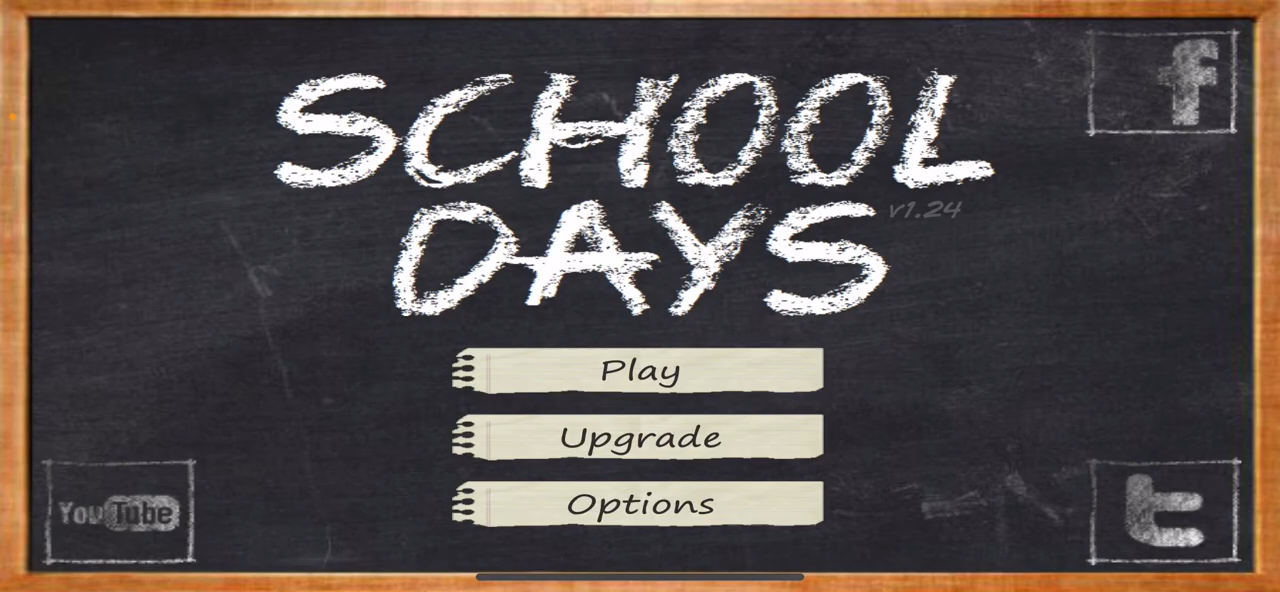 SCHOOL
DAYS
v1.24
Play
Upgrade
Options
YouTube
f
t